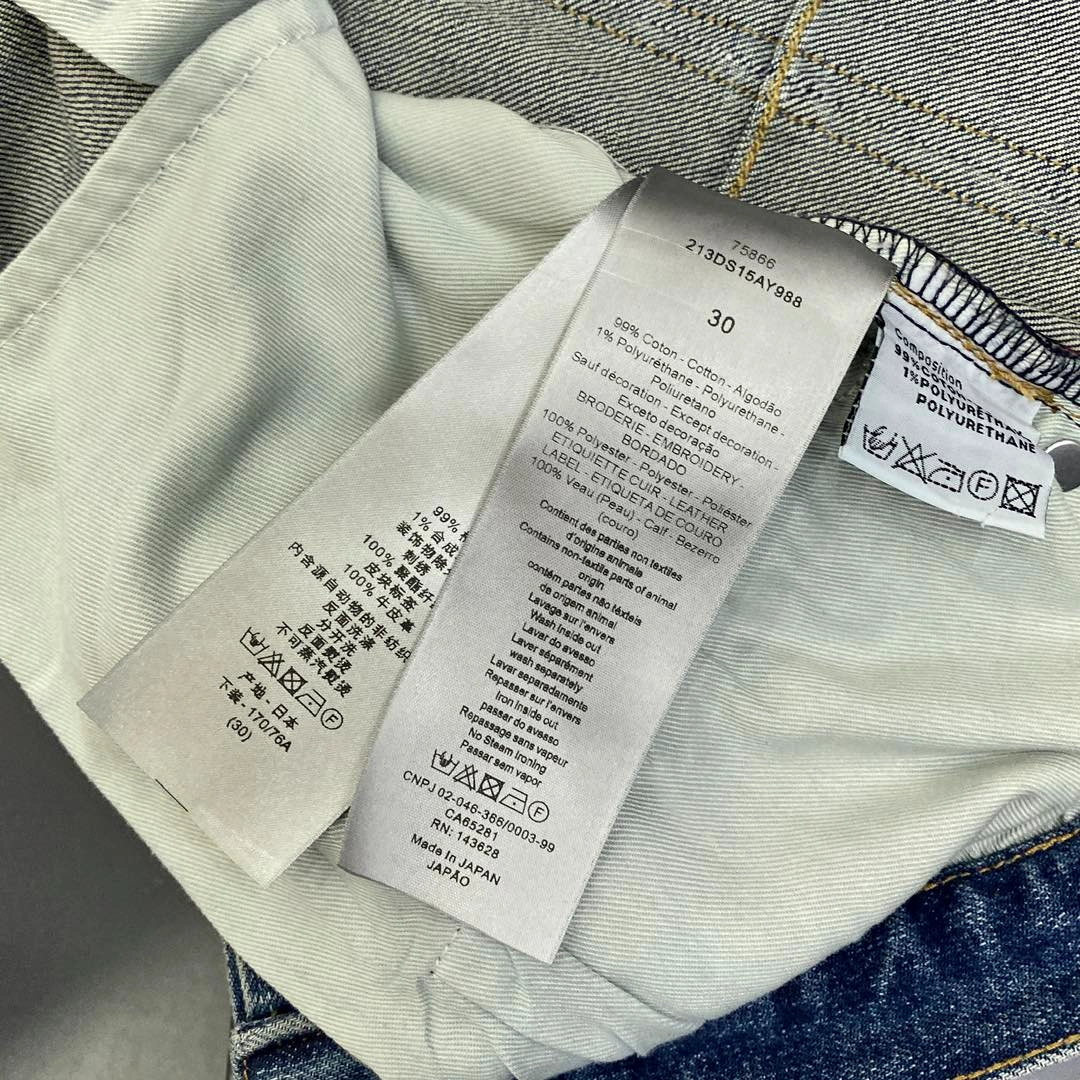 75866
213DS15AY988
30
99% Coton - Cotton - Algodão
1% Polyuréthane - Polyurethane -
Poliuretano
Sauf décoration - Except decoration -
Exceto decoração
BRODERIE - EMBROIDERY -
BORDADO
100% Polyester - Polyester - Poliéster
ETIQUIETTE CUIR - LEATHER
LABEL - ETIQUETA DE COURO
100% Veau (Peau) - Calf - Bezerro
(couro)
Contient des parties non textiles
d'origine animale
Contains non-textile parts of animal
origin
contém partes não têxteis
de origem animal
Lavage sur l'envers
Wash inside out
Lavar do avesso
Laver séparément
wash separately
Lavar separadamente
Repasser sur l'envers
Iron inside out
passar do avesso
Repassage sans vapeur
No Steam Ironing
Passar sem vapor
F
CNPJ 02-046-366/0003-99
CA65281
RN: 143628
Made In JAPAN
JAPÃO
99%
1% 合成
装饰物除
刺绣
100% 聚酯纤
皮块标签
100% 牛皮革
内含源自动物的非纺织
反面洗涤
分开洗
反面熨烫
不可蒸汽熨烫
F
产地 - 日本
下装 - 170/76A
(30)
Composition
99%COTON
1%POLYURÉTHA
POLYURETHANE
F